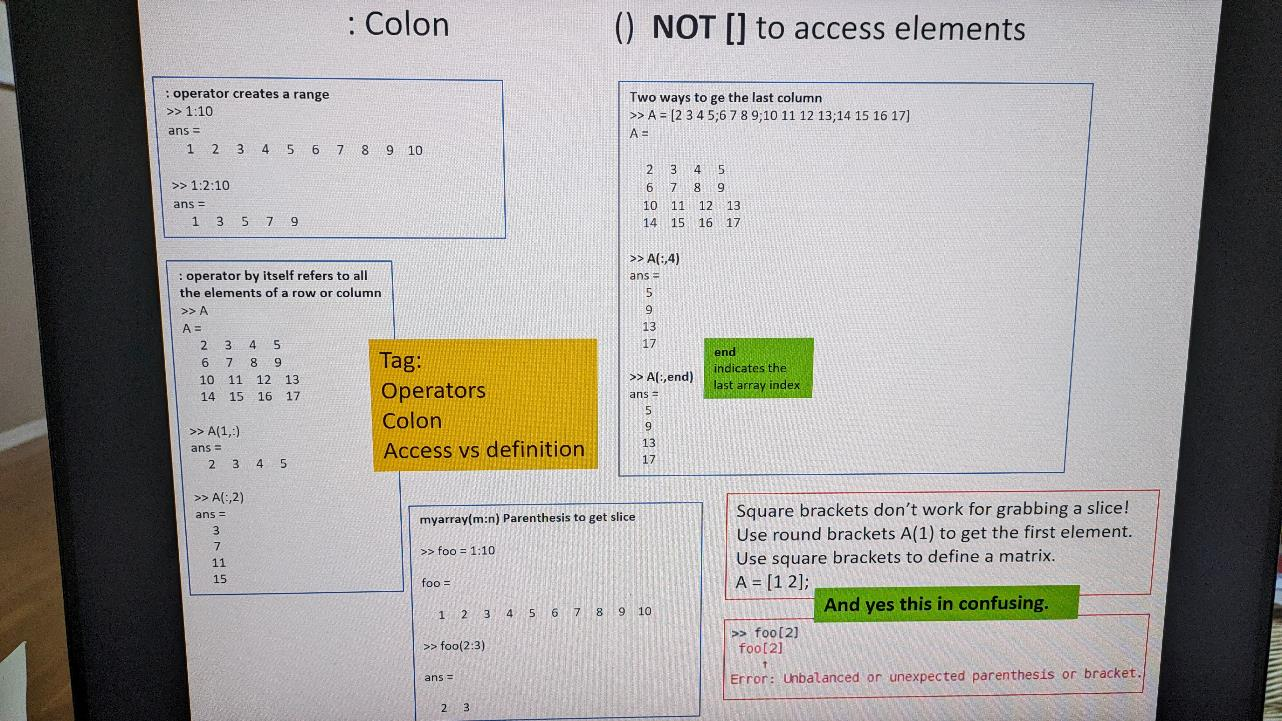 : Colon
() NOT [] to access elements
: operator creates a range
>> 1:10
ans =
1 2 3 4 5 6 7 8 9 10
>> 1:2:10
ans =
1 3 5 7 9
: operator by itself refers to all
the elements of a row or column
>> A
A =
2 3 4 5
6 7 8 9
10 11 12 13
14 15 16 17
>> A(1,:)
ans =
2 3 4 5
>> A(:,2)
ans =
3
7
11
15
Tag:
Operators
Colon
Access vs definition
Two ways to ge the last column
>> A = [2 3 4 5;6 7 8 9;10 11 12 13;14 15 16 17]
A =
2 3 4 5
6 7 8 9
10 11 12 13
14 15 16 17
>> A(:,4)
ans =
5
9
13
17
>> A(:,end)
ans =
5
9
13
17
end
indicates the
last array index
myarray(m:n) Parenthesis to get slice
>> foo = 1:10
foo =
1 2 3 4 5 6 7 8 9 10
>> foo(2:3)
ans =
2 3
Square brackets don't work for grabbing a slice!
Use round brackets A(1) to get the first element.
Use square brackets to define a matrix.
A = [1 2];
And yes this in confusing.
>> foo[2]
foo[2]
↑
Error: Unbalanced or unexpected parenthesis or bracket.